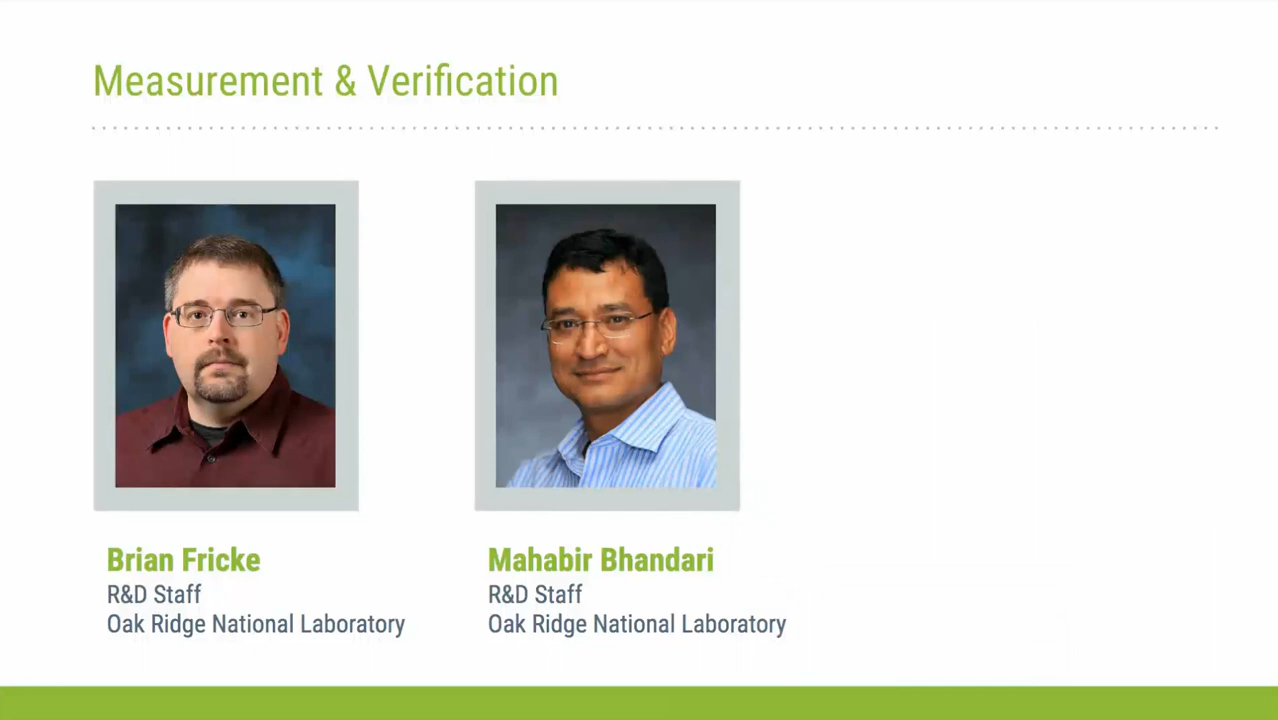 Measurement & Verification
Brian Fricke
R&D Staff
Oak Ridge National Laboratory
Mahabir Bhandari
R&D Staff
Oak Ridge National Laboratory